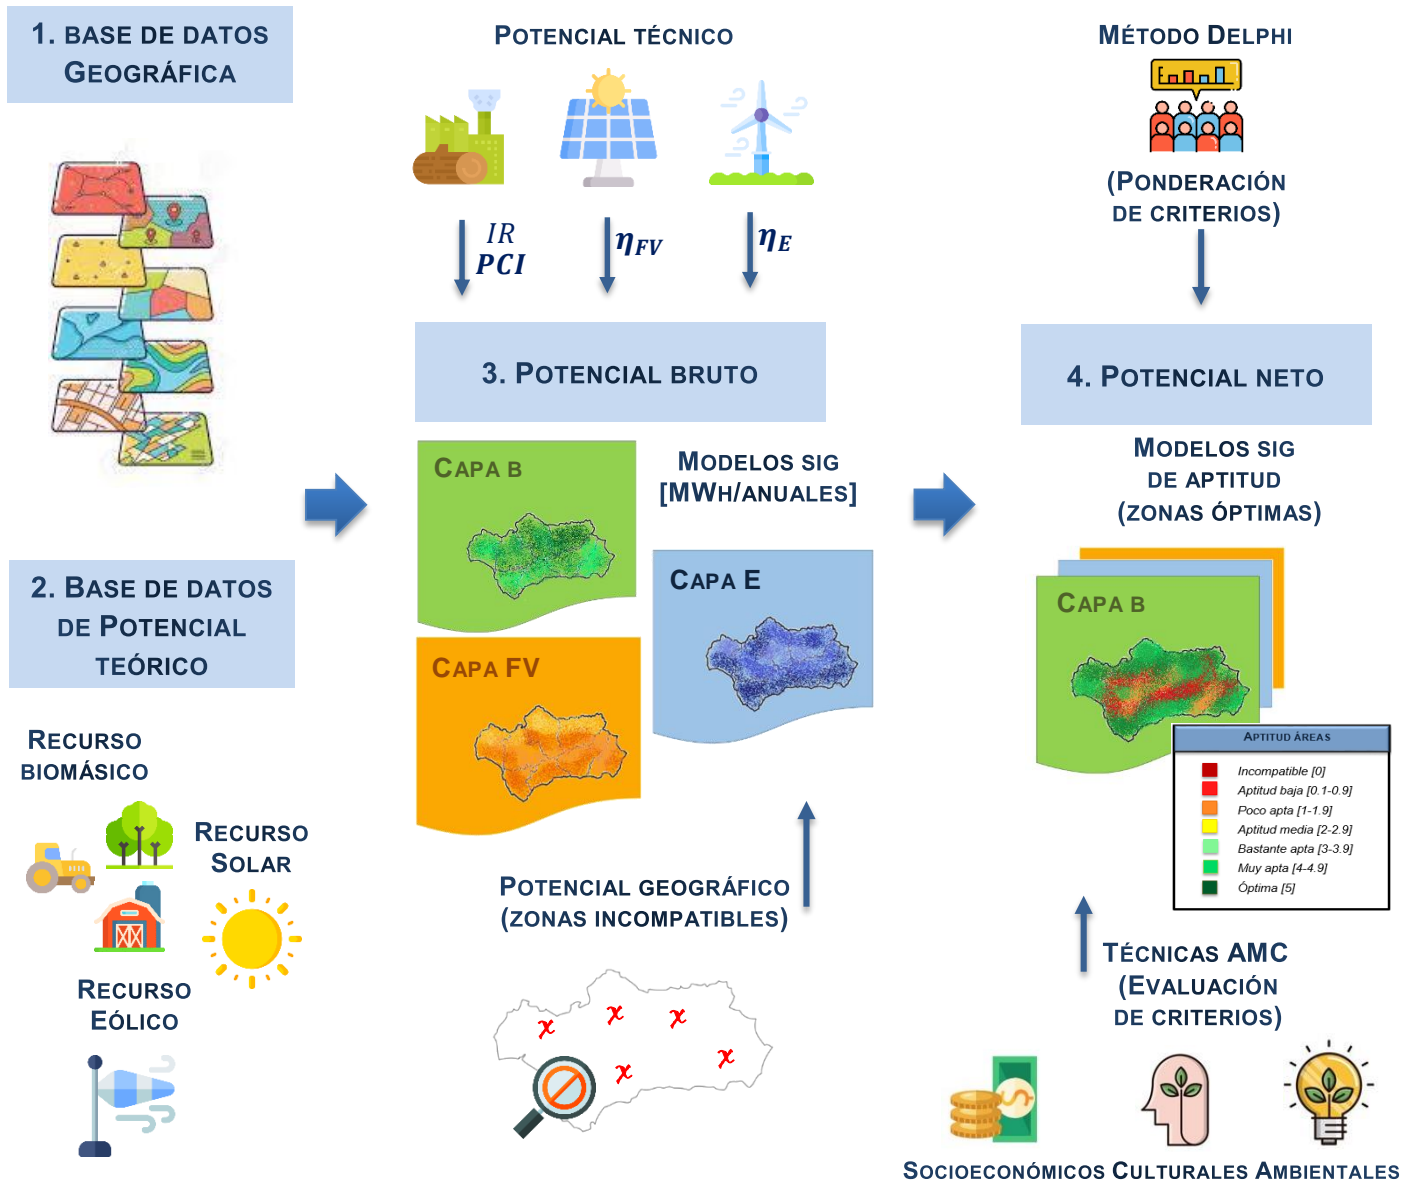 1. BASE DE DATOS
GEOGRÁFICA
2. BASE DE DATOS
DE POTENCIAL
TEÓRICO
RECURSO
BIOMÁSICO
RECURSO
SOLAR
RECURSO
EÓLICO
POTENCIAL TÉCNICO
IR
PCI
ηFV
ηE
3. POTENCIAL BRUTO
CAPA B
MODELOS SIG
[MWH/ANUALES]
CAPA E
CAPA FV
POTENCIAL GEOGRÁFICO
(ZONAS INCOMPATIBLES)
x x x x x
MÉTODO DELPHI
(PONDERACIÓN
DE CRITERIOS)
4. POTENCIAL NETO
MODELOS SIG
DE APTITUD
(ZONAS ÓPTIMAS)
CAPA B
APTITUD ÁREAS
Incompatible [0]
Aptitud baja [0.1-0.9]
Poco apta [1-1.9]
Aptitud media [2-2.9]
Bastante apta [3-3.9]
Muy apta [4-4.9]
Óptima [5]
TÉCNICAS AMC
(EVALUACIÓN
DE CRITERIOS)
$
SOCIOECONÓMICOS CULTURALES AMBIENTALES